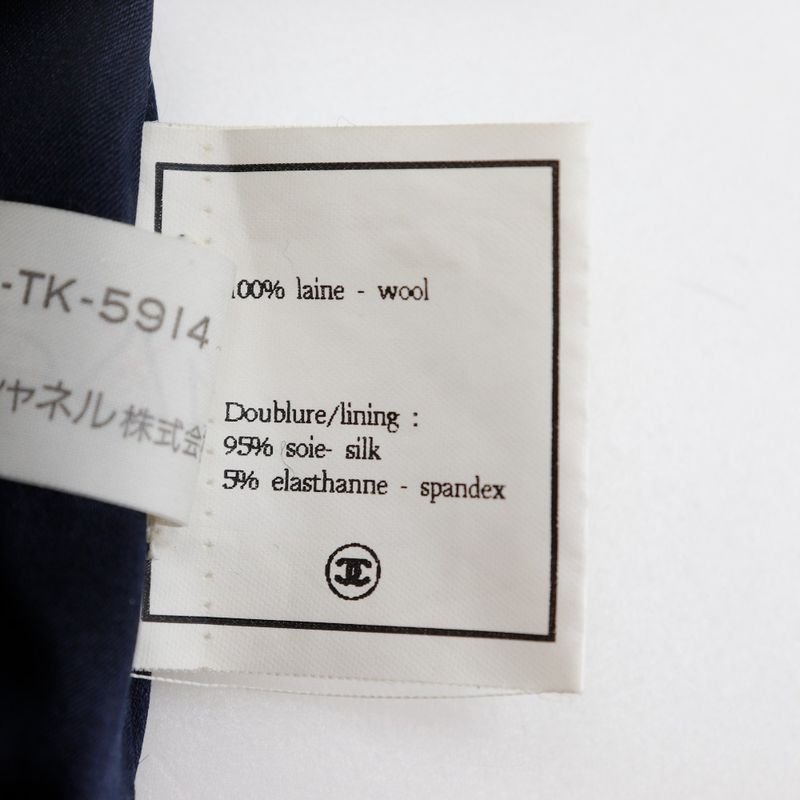 -TK-5914
シャネル株式会
100% laine - wool
Doublure/lining :
95% soie- silk
5% elasthanne - spandex